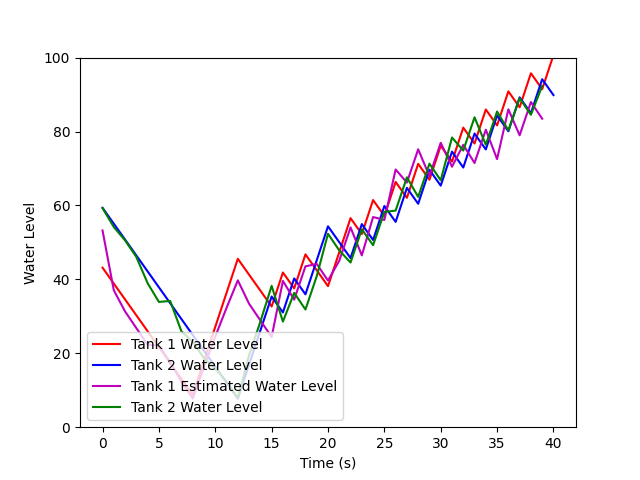 100
80
60
40
20
0
Water Level
Tank 1 Water Level
Tank 2 Water Level
Tank 1 Estimated Water Level
Tank 2 Water Level
0 5 10 15 20 25 30 35 40
Time (s)